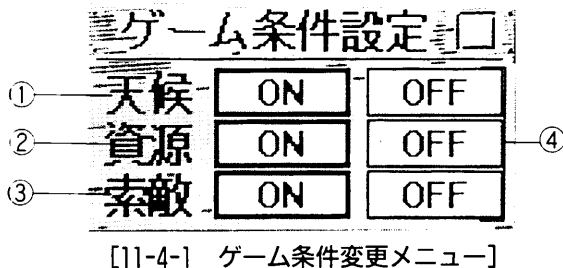 ゲーム条件設定
① 天候 ON OFF
② 資源 ON OFF ④
③ 索敵 ON OFF
[11-4-1 ゲーム条件変更メニュー]